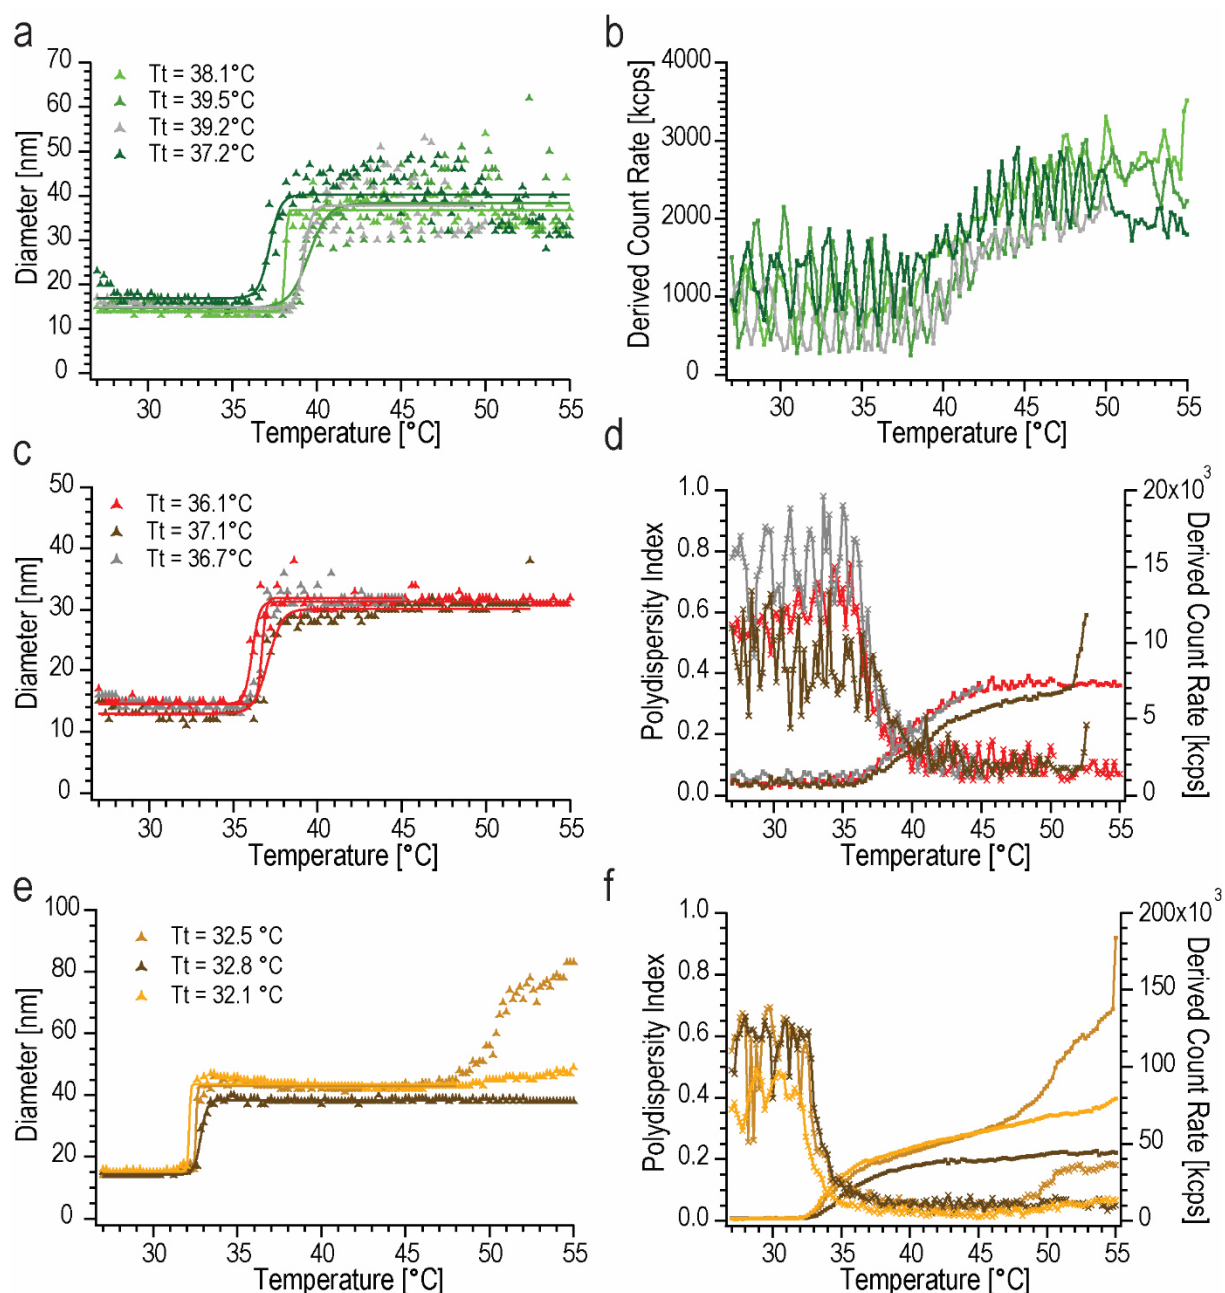 a
70
60
50
40
30
20
10
0
Diameter [nm]
Tt = 38.1°C
Tt = 39.5°C
Tt = 39.2°C
Tt = 37.2°C
30 35 40 45 50 55
Temperature [°C]
b
4000
3000
2000
1000
0
Derived Count Rate [kcps]
30 35 40 45 50 55
Temperature [°C]
c
50
40
30
20
10
0
Diameter [nm]
Tt = 36.1°C
Tt = 37.1°C
Tt = 36.7°C
30 35 40 45 50 55
Temperature [°C]
d
1.0
0.8
0.6
0.4
0.2
0.0
Polydispersity Index
20x10³
15
10
5
0
Derived Count Rate [kcps]
30 35 40 45 50 55
Temperature [°C]
e
100
80
60
40
20
0
Diameter [nm]
Tt = 32.5 °C
Tt = 32.8 °C
Tt = 32.1 °C
30 35 40 45 50 55
Temperature [°C]
f
1.0
0.8
0.6
0.4
0.2
0.0
Polydispersity Index
200x10³
150
100
50
0
Derived Count Rate [kcps]
30 35 40 45 50 55
Temperature [°C]